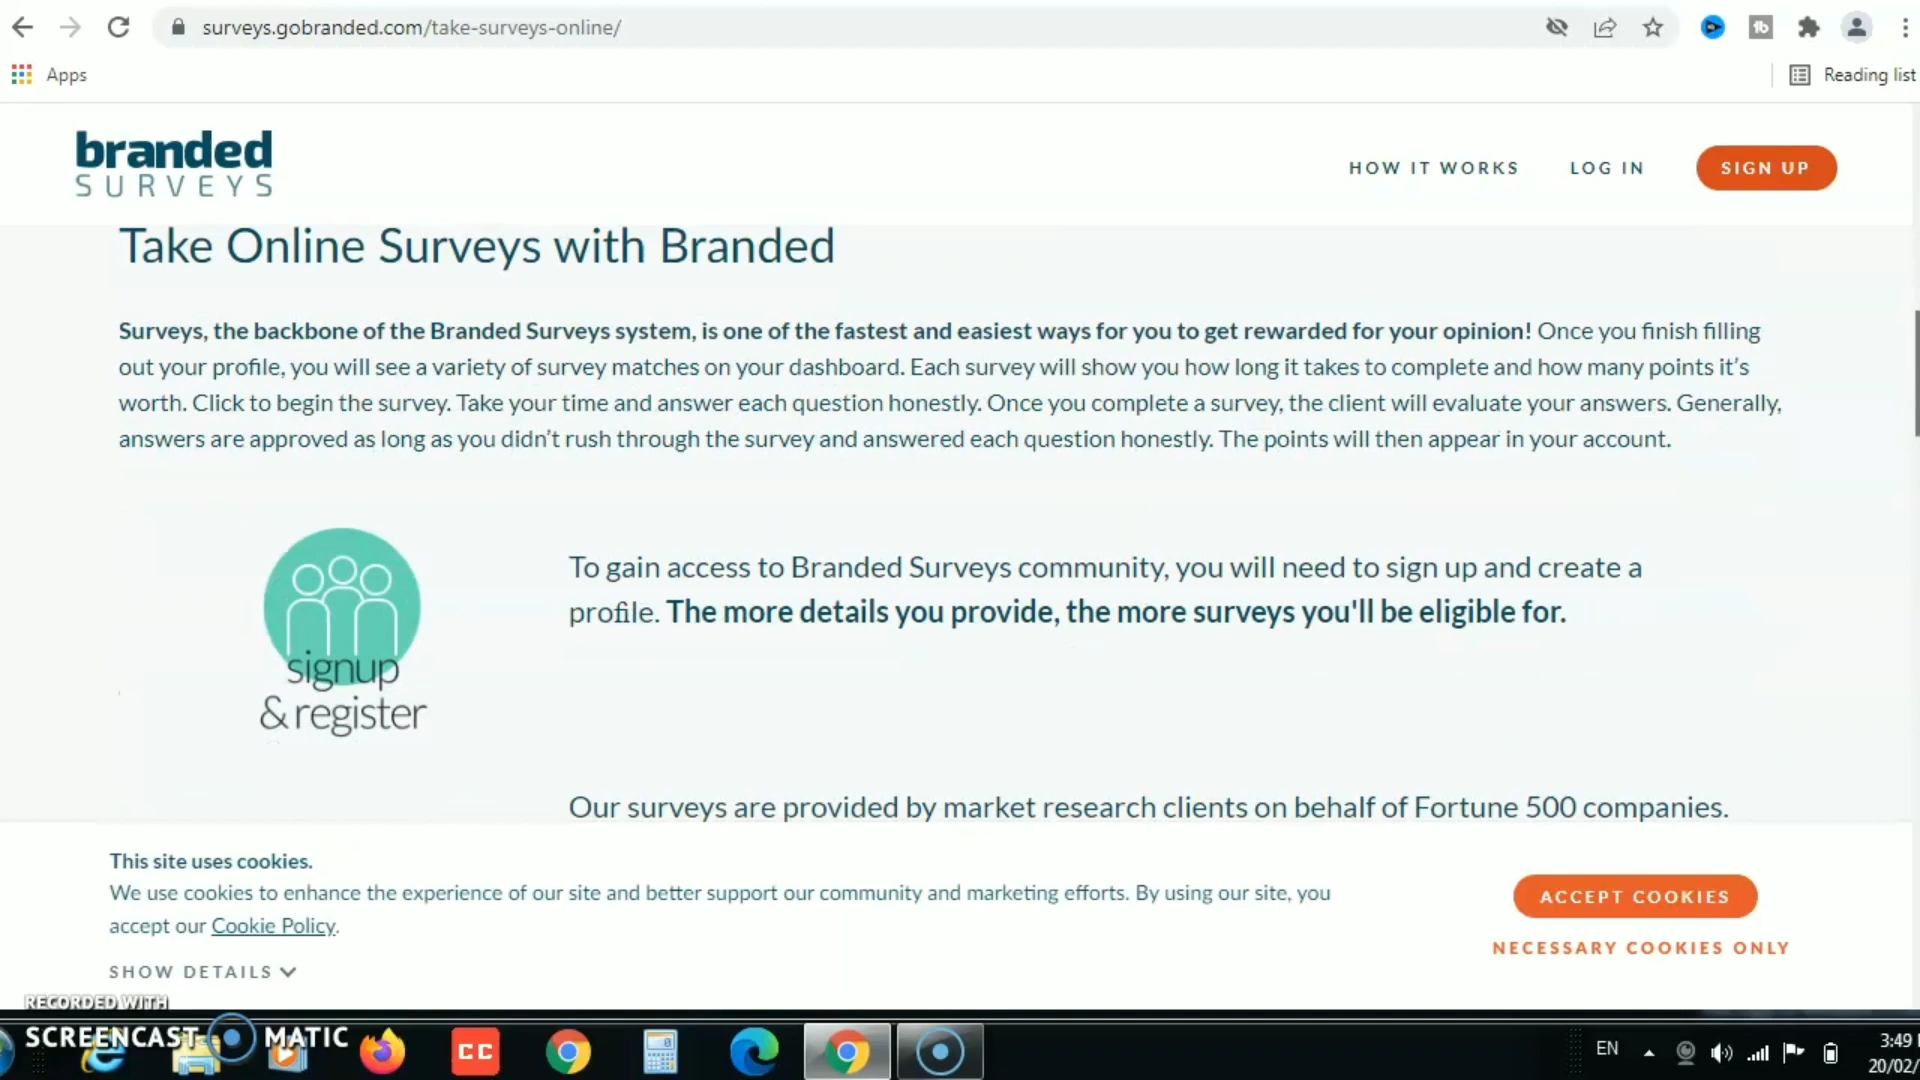 surveys.gobranded.com/take-surveys-online/
Apps
Reading list
branded
SURVEYS
HOW IT WORKS
LOG IN
SIGN UP
Take Online Surveys with Branded
Surveys, the backbone of the Branded Surveys system, is one of the fastest and easiest ways for you to get rewarded for your opinion! Once you finish filling
out your profile, you will see a variety of survey matches on your dashboard. Each survey will show you how long it takes to complete and how many points it's
worth. Click to begin the survey. Take your time and answer each question honestly. Once you complete a survey, the client will evaluate your answers. Generally,
answers are approved as long as you didn't rush through the survey and answered each question honestly. The points will then appear in your account.
To gain access to Branded Surveys community, you will need to sign up and create a
profile. The more details you provide, the more surveys you'll be eligible for.
signup
& register
Our surveys are provided by market research clients on behalf of Fortune 500 companies.
This site uses cookies.
We use cookies to enhance the experience of our site and better support our community and marketing efforts. By using our site, you
accept our Cookie Policy.
SHOW DETAILS
ACCEPT COOKIES
NECESSARY COOKIES ONLY
RECORDED WITH
SCREENCAST MATIC
CC
EN
3:49
20/02/